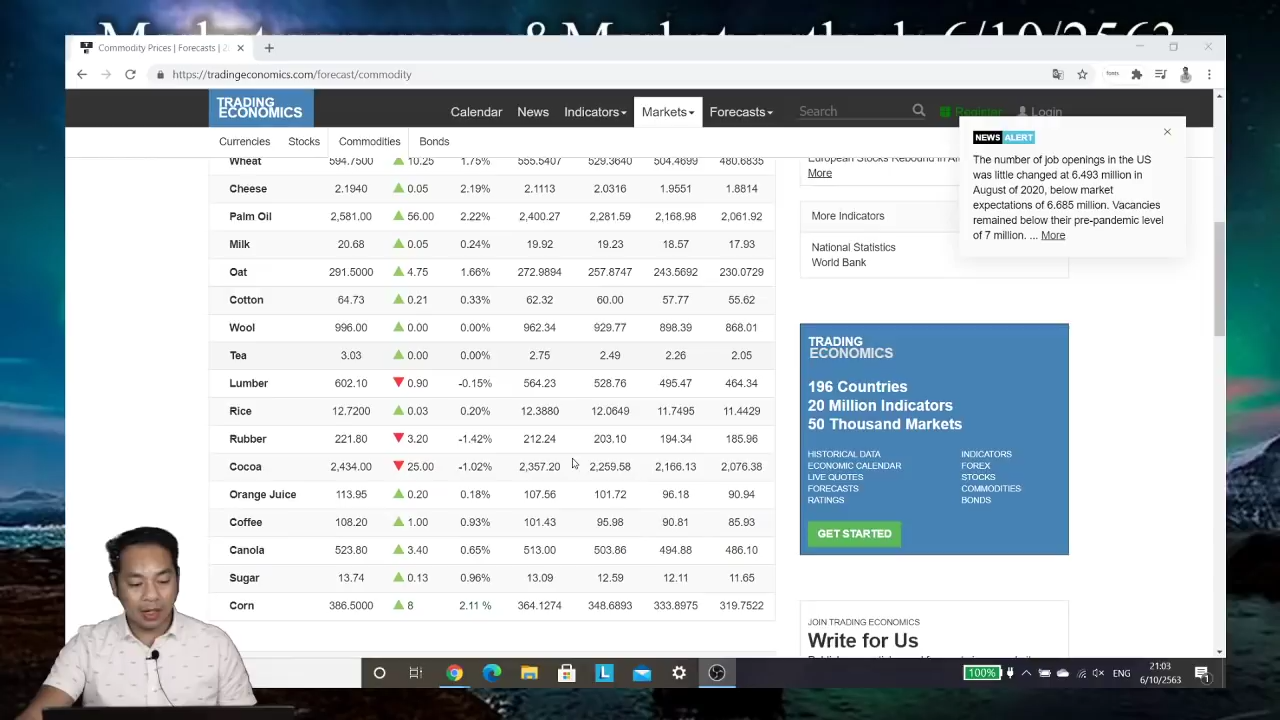 & Market outlook 6/10/2563
Commodity Prices | Forecasts | 2
https://tradingeconomics.com/forecast/commodity
TRADING
ECONOMICS
Calendar News Indicators Markets Forecasts Search Register Login
Currencies Stocks Commodities Bonds
Wheat 594.7500 10.25 1.75% 555.5407 529.3640 504.4699 480.6835
Cheese 2.1940 0.05 2.19% 2.1113 2.0316 1.9551 1.8814
Palm Oil 2,581.00 56.00 2.22% 2,400.27 2,281.59 2,168.98 2,061.92
Milk 20.68 0.05 0.24% 19.92 19.23 18.57 17.93
Oat 291.5000 4.75 1.66% 272.9894 257.8747 243.5692 230.0729
Cotton 64.73 0.21 0.33% 62.32 60.00 57.77 55.62
Wool 996.00 0.00 0.00% 962.34 929.77 898.39 868.01
Tea 3.03 0.00 0.00% 2.75 2.49 2.26 2.05
Lumber 602.10 0.90 -0.15% 564.23 528.76 495.47 464.34
Rice 12.7200 0.03 0.20% 12.3880 12.0649 11.7495 11.4429
Rubber 221.80 3.20 -1.42% 212.24 203.10 194.34 185.96
Cocoa 2,434.00 25.00 -1.02% 2,357.20 2,259.58 2,166.13 2,076.38
Orange Juice 113.95 0.20 0.18% 107.56 101.72 96.18 90.94
Coffee 108.20 1.00 0.93% 101.43 95.98 90.81 85.93
Canola 523.80 3.40 0.65% 513.00 503.86 494.88 486.10
Sugar 13.74 0.13 0.96% 13.09 12.59 12.11 11.65
Corn 386.5000 8 2.11 % 364.1274 348.6893 333.8975 319.7522
European Stocks Rebound in
More
More Indicators
National Statistics
World Bank
NEWS ALERT
The number of job openings in the US
was little changed at 6.493 million in
August of 2020, below market
expectations of 6.685 million. Vacancies
remained below their pre-pandemic level
of 7 million. ... More
TRADING
ECONOMICS
196 Countries
20 Million Indicators
50 Thousand Markets
HISTORICAL DATA INDICATORS
ECONOMIC CALENDAR FOREX
LIVE QUOTES STOCKS
FORECASTS COMMODITIES
RATINGS BONDS
GET STARTED
JOIN TRADING ECONOMICS
Write for Us
100% ENG
21:03
6/10/2563